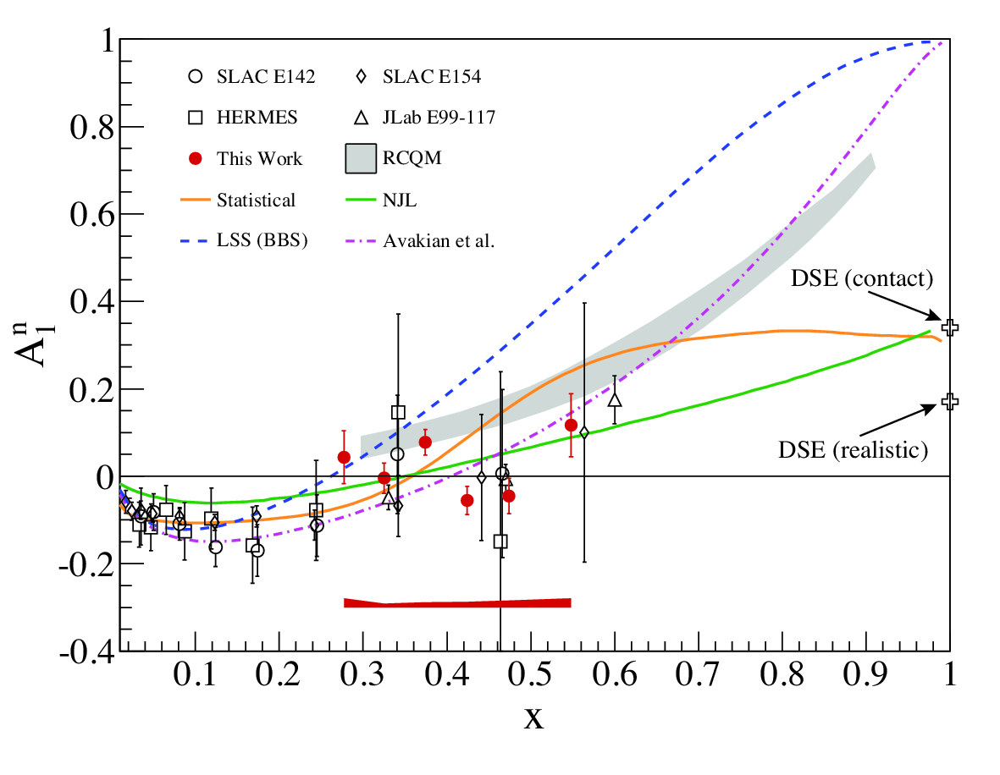 1
0.8
0.6
0.4
0.2
0
-0.2
-0.4
A₁ⁿ
SLAC E142
SLAC E154
HERMES
JLab E99-117
This Work
RCQM
Statistical
NJL
LSS (BBS)
Avakian et al.
DSE (contact)
DSE (realistic)
0.1 0.2 0.3 0.4 0.5 0.6 0.7 0.8 0.9 1
x